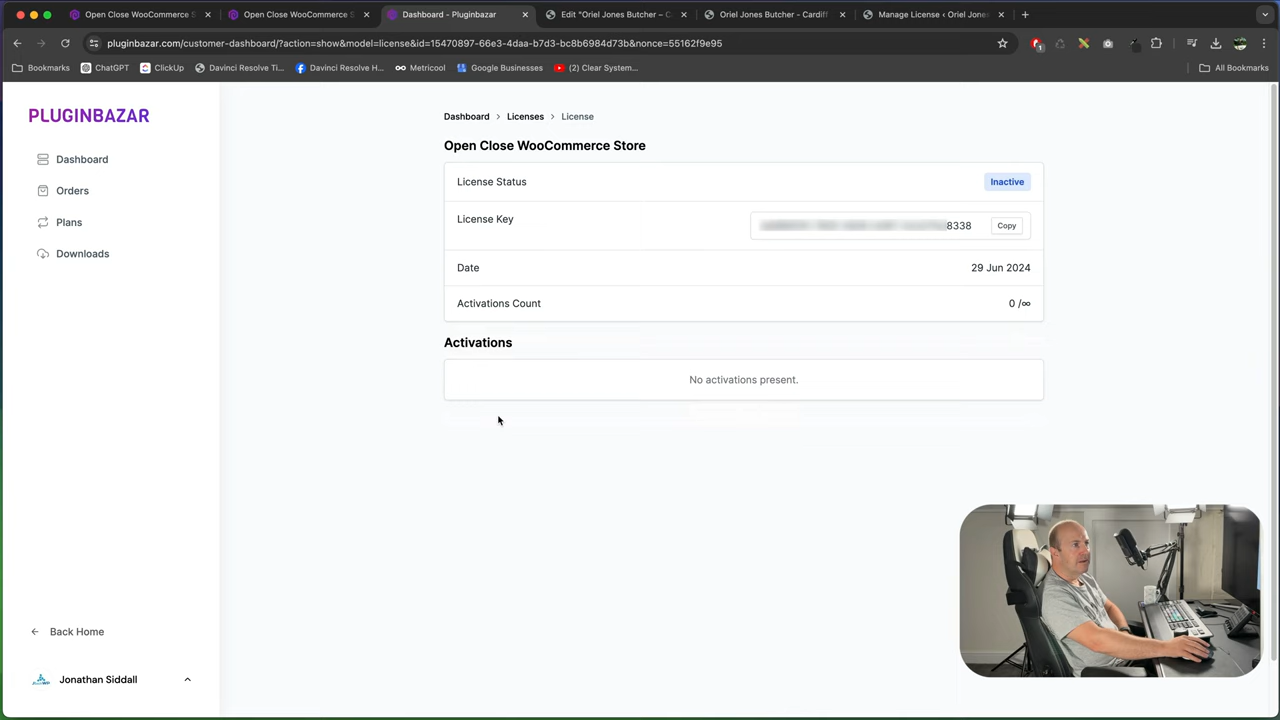 Open Close WooCommerce S
Open Close WooCommerce S
Dashboard - Pluginbazar
Edit "Oriel Jones Butcher – C
Oriel Jones Butcher - Cardiff
Manage License ‹ Oriel Jones
pluginbazar.com/customer-dashboard/?action=show&model=license&id=15470897-66e3-4daa-b7d3-bc8b6984d73b&nonce=55162f9e95
Bookmarks
ChatGPT
ClickUp
Davinci Resolve Ti...
Davinci Resolve H...
Metricool
Google Businesses
(2) Clear System...
All Bookmarks
PLUGINBAZAR
Dashboard
Orders
Plans
Downloads
Dashboard > Licenses > License
Open Close WooCommerce Store
License Status
Inactive
License Key
8338
Copy
Date
29 Jun 2024
Activations Count
0 /∞
Activations
No activations present.
Back Home
Jonathan Siddall